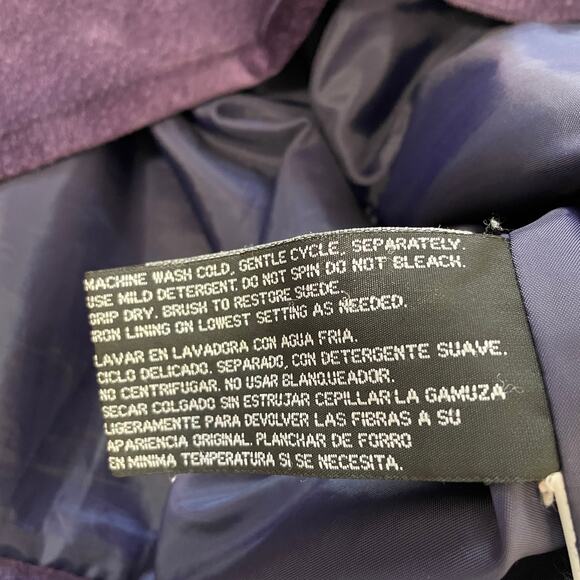 MACHINE WASH COLD, GENTLE CYCLE, SEPARATELY.
USE MILD DETERGENT. DO NOT SPIN DO NOT BLEACH.
DRIP DRY. BRUSH TO RESTORE SUEDE.
IRON LINING ON LOWEST SETTING AS NEEDED.
LAVAR EN LAVADORA CON AGUA FRIA.
CICLO DELICADO. SEPARADO, CON DETERGENTE SUAVE.
NO CENTRIFUGAR. NO USAR BLANQUEADOR.
SECAR COLGADO SIN ESTRUJAR CEPILLAR LA GAMUZA
LIGERAMENTE PARA DEVOLVER LAS FIBRAS A SU
APARIENCIA ORIGINAL. PLANCHAR DE FORRO
EN MINIMA TEMPERATURA SI SE NECESITA.